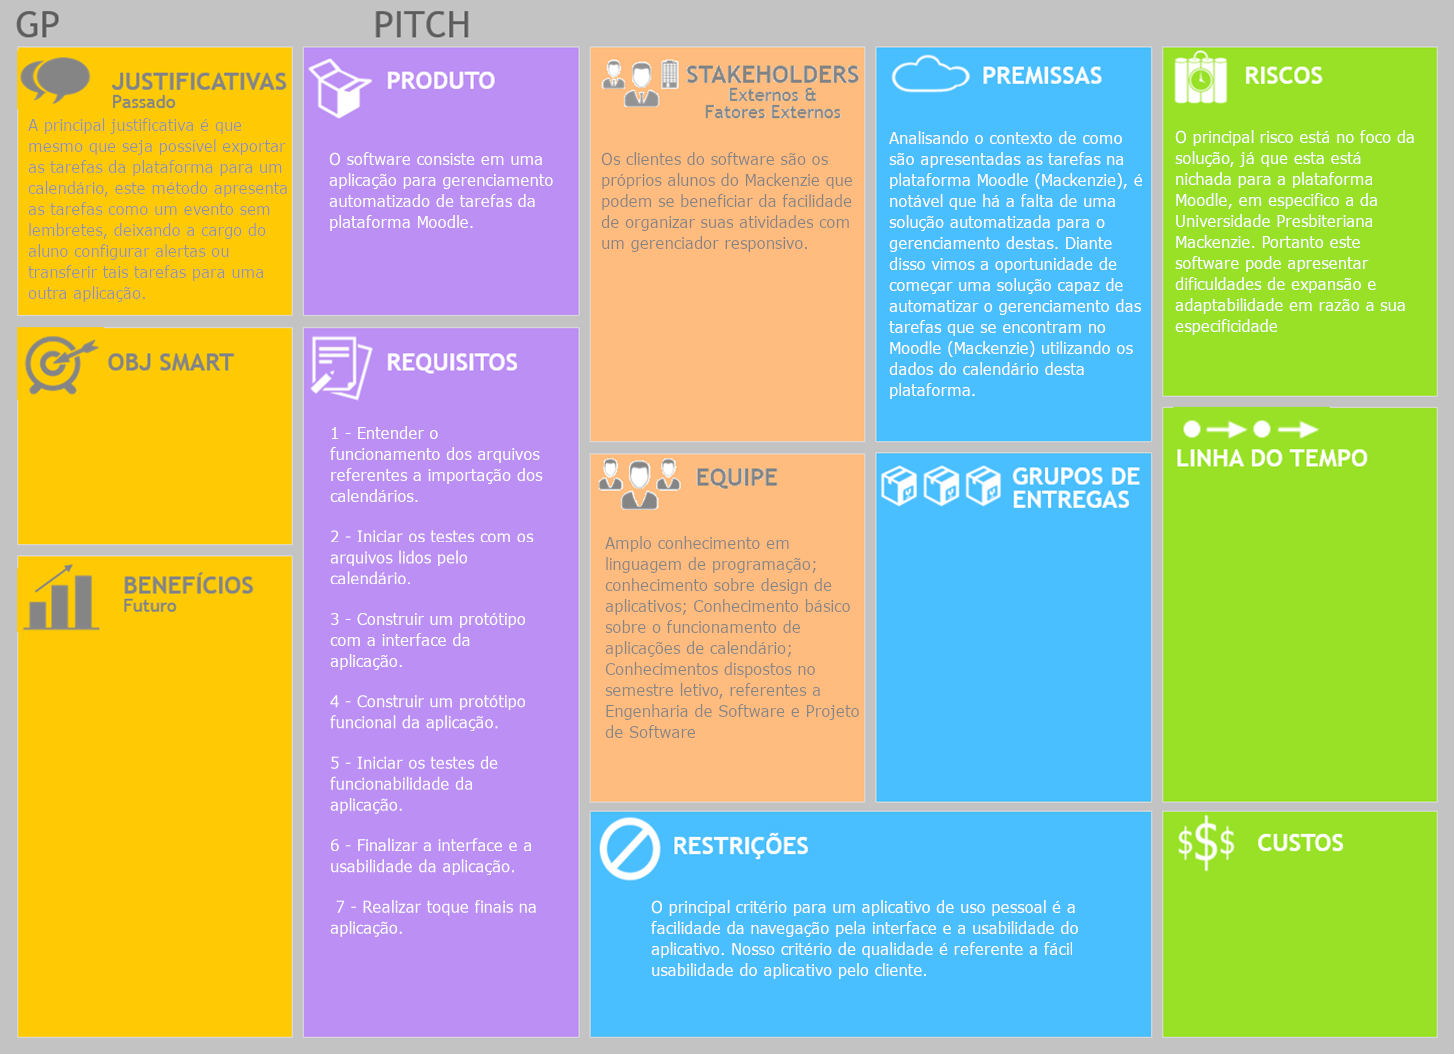 GP
PITCH
JUSTIFICATIVAS
Passado
A principal justificativa é que
mesmo que seja possível exportar
as tarefas da plataforma para um
calendário, este método apresenta
as tarefas como um evento sem
lembretes, deixando a cargo do
aluno configurar alertas ou
transferir tais tarefas para uma
outra aplicação.
OBJ SMART
BENEFÍCIOS
Futuro
PRODUTO
O software consiste em uma
aplicação para gerenciamento
automatizado de tarefas da
plataforma Moodle.
REQUISITOS
1 - Entender o
funcionamento dos arquivos
referentes a importação dos
calendários.
2 - Iniciar os testes com os
arquivos lidos pelo
calendário.
3 - Construir um protótipo
com a interface da
aplicação.
4 - Construir um protótipo
funcional da aplicação.
5 - Iniciar os testes de
funcionabilidade da
aplicação.
6 - Finalizar a interface e a
usabilidade da aplicação.
7 - Realizar toque finais na
aplicação.
STAKEHOLDERS
Externos &
Fatores Externos
Os clientes do software são os
próprios alunos do Mackenzie que
podem se beneficiar da facilidade
de organizar suas atividades com
um gerenciador responsivo.
EQUIPE
Amplo conhecimento em
linguagem de programação;
conhecimento sobre design de
aplicativos; Conhecimento básico
sobre o funcionamento de
aplicações de calendário;
Conhecimentos dispostos no
semestre letivo, referentes a
Engenharia de Software e Projeto
de Software
PREMISSAS
Analisando o contexto de como
são apresentadas as tarefas na
plataforma Moodle (Mackenzie), é
notável que há a falta de uma
solução automatizada para o
gerenciamento destas. Diante
disso vimos a oportunidade de
começar uma solução capaz de
automatizar o gerenciamento das
tarefas que se encontram no
Moodle (Mackenzie) utilizando os
dados do calendário desta
plataforma.
GRUPOS DE
ENTREGAS
RESTRIÇÕES
O principal critério para um aplicativo de uso pessoal é a
facilidade da navegação pela interface e a usabilidade do
aplicativo. Nosso critério de qualidade é referente a fácil
usabilidade do aplicativo pelo cliente.
RISCOS
O principal risco está no foco da
solução, já que esta está
nichada para a plataforma
Moodle, em específico a da
Universidade Presbiteriana
Mackenzie. Portanto este
software pode apresentar
dificuldades de expansão e
adaptabilidade em razão a sua
especificidade
LINHA DO TEMPO
$$$
CUSTOS